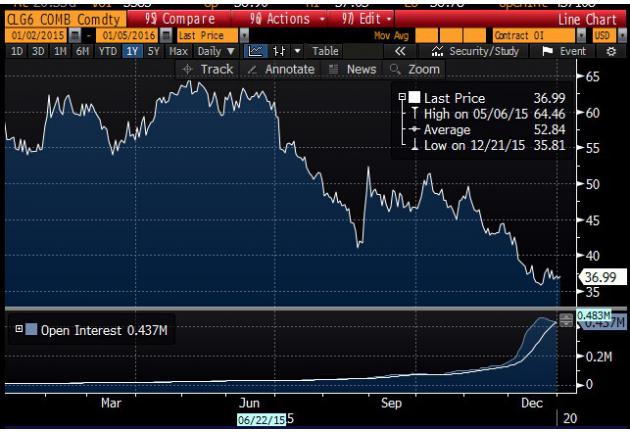 CLG6 COMB Comdty 99 Compare 90 Actions 97 Edit Line Chart
01/02/2015 - 01/05/2016 Last Price Mov Avg Contract OI USD
1D 3D 1M 6M YTD 1Y 5Y Max Daily Table « Security/Study Event
Track Annotate News Zoom
Last Price 36.99
High on 05/06/15 64.46
Average 52.84
Low on 12/21/15 35.81
65
60
55
50
45
40
36.99
35
Open Interest 0.437M
0.483M
0.437M
0.2M
0
Mar Jun Sep Dec
06/22/15 5 20